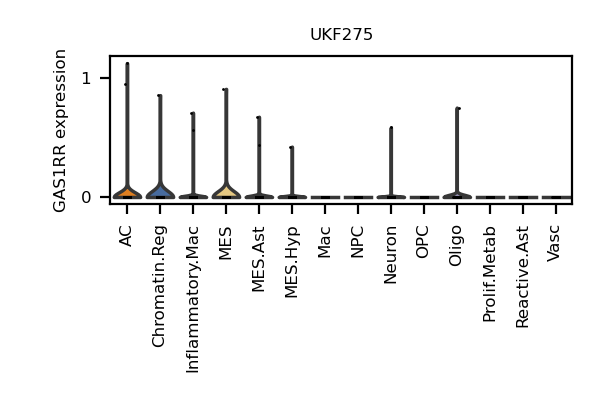 UKF275
GAS1RR expression
1
0
AC
Chromatin.Reg
Inflammatory.Mac
MES
MES.Ast
MES.Hyp
Mac
NPC
Neuron
OPC
Oligo
Prolif.Metab
Reactive.Ast
Vasc